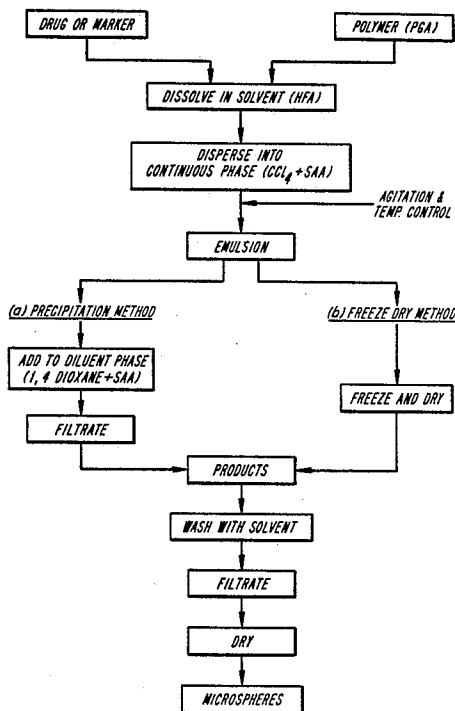 DRUG OR MARKER
POLYMER (PGA)
DISSOLVE IN SOLVENT (HFA)
DISPERSE INTO
CONTINUOUS PHASE (CCL4+SAA)
AGITATION &
TEMP. CONTROL
EMULSION
(a) PRECIPITATION METHOD
(b) FREEZE DRY METHOD
ADD TO DILUENT PHASE
(1, 4 DIOXANE+SAA)
FREEZE AND DRY
FILTRATE
PRODUCTS
WASH WITH SOLVENT
FILTRATE
DRY
MICROSPHERES